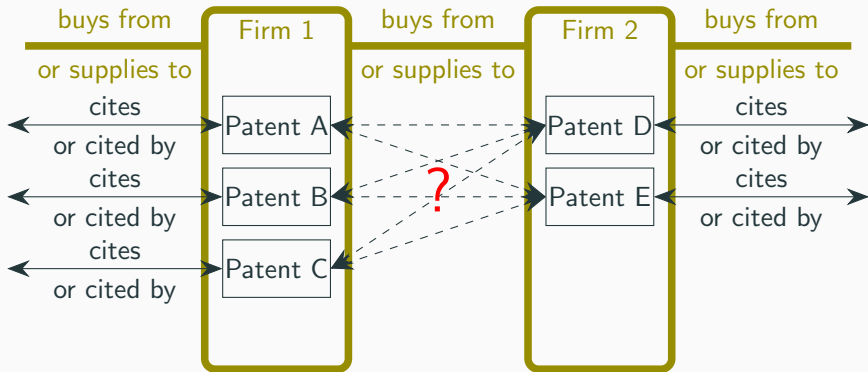 buys from
Firm 1
buys from
Firm 2
buys from
or supplies to
or supplies to
or supplies to
cites
Patent A
Patent D
cites
or cited by
or cited by
cites
Patent B
?
Patent E
cites
or cited by
or cited by
cites
Patent C
or cited by